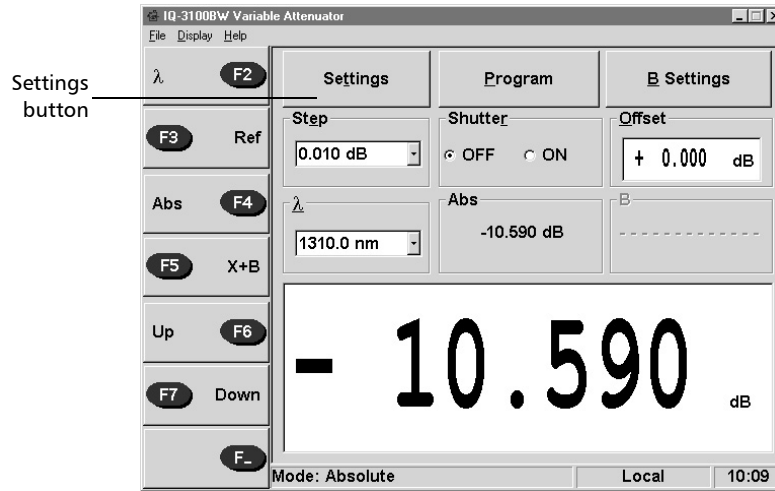 IQ-3100BW Variable Attenuator
File Display Help
Settings button
λ F2
F3 Ref
Abs F4
F5 X+B
Up F6
F7 Down
F_
Settings Program B Settings
Step
0.010 dB
Shutter
OFF ON
Offset
+ 0.000 dB
λ
1310.0 nm
Abs
-10.590 dB
B
--------------
- 10.590 dB
Mode: Absolute Local 10:09